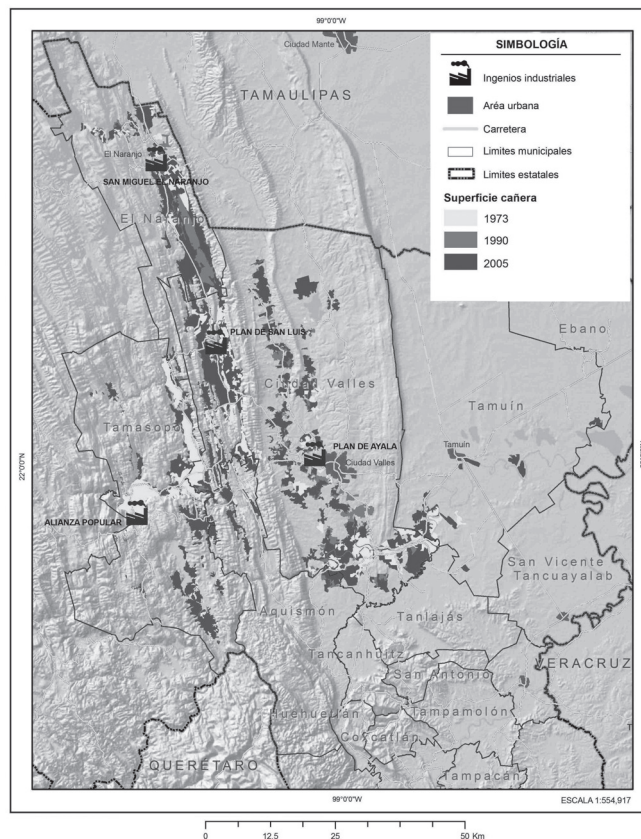 99°0'0"W
Ciudad Mante
SIMBOLOGÍA
Ingenios industriales
Aréa urbana
Carretera
Limites municipales
Limites estatales
Superficie cañera
1973
1990
2005
TAMAULIPAS
El Naranjo
SAN MIGUEL EL NARANJO
El Naranjo
PLAN DE SAN LUIS
Ebano
Ciudad Valles
Tamuín
Tamasopo
PLAN DE AYALA
Tamuín
Ciudad Valles
22°0'0"N
ALIANZA POPULAR
San Vicente
Tancuayalab
Aquismón
Tanlajás
Tancanhuitz
VERACRUZ
San Antonio
Huehuetlán
Tampamolón
Coxcatlán
QUERÉTARO
Tampacán
99°0'0"W
ESCALA 1:554,917
0 12.5 25 50 Km